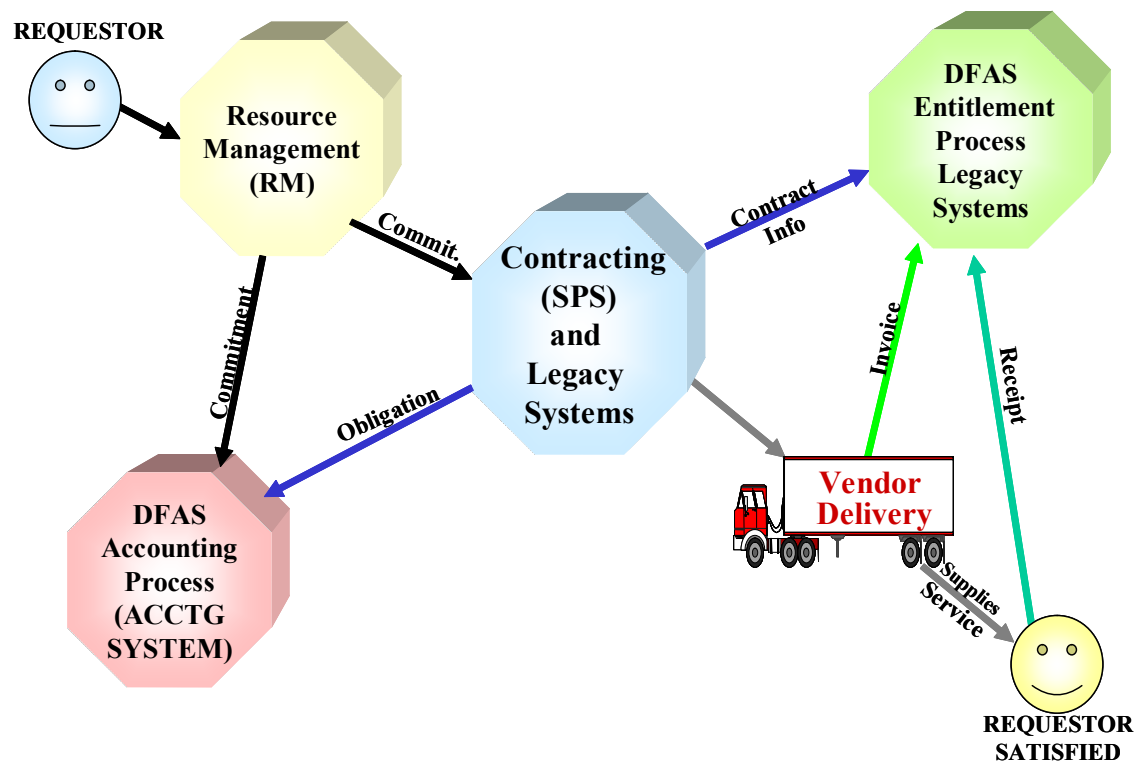 REQUESTOR
Resource
Management
(RM)
DFAS
Entitlement
Process
Legacy
Systems
Commit.
Contract
Info
Contracting
(SPS)
and
Legacy
Systems
Commitment
Obligation
Invoice
Receipt
Vendor
Delivery
DFAS
Accounting
Process
(ACCTG
SYSTEM)
Supplies
Service
REQUESTOR
SATISFIED